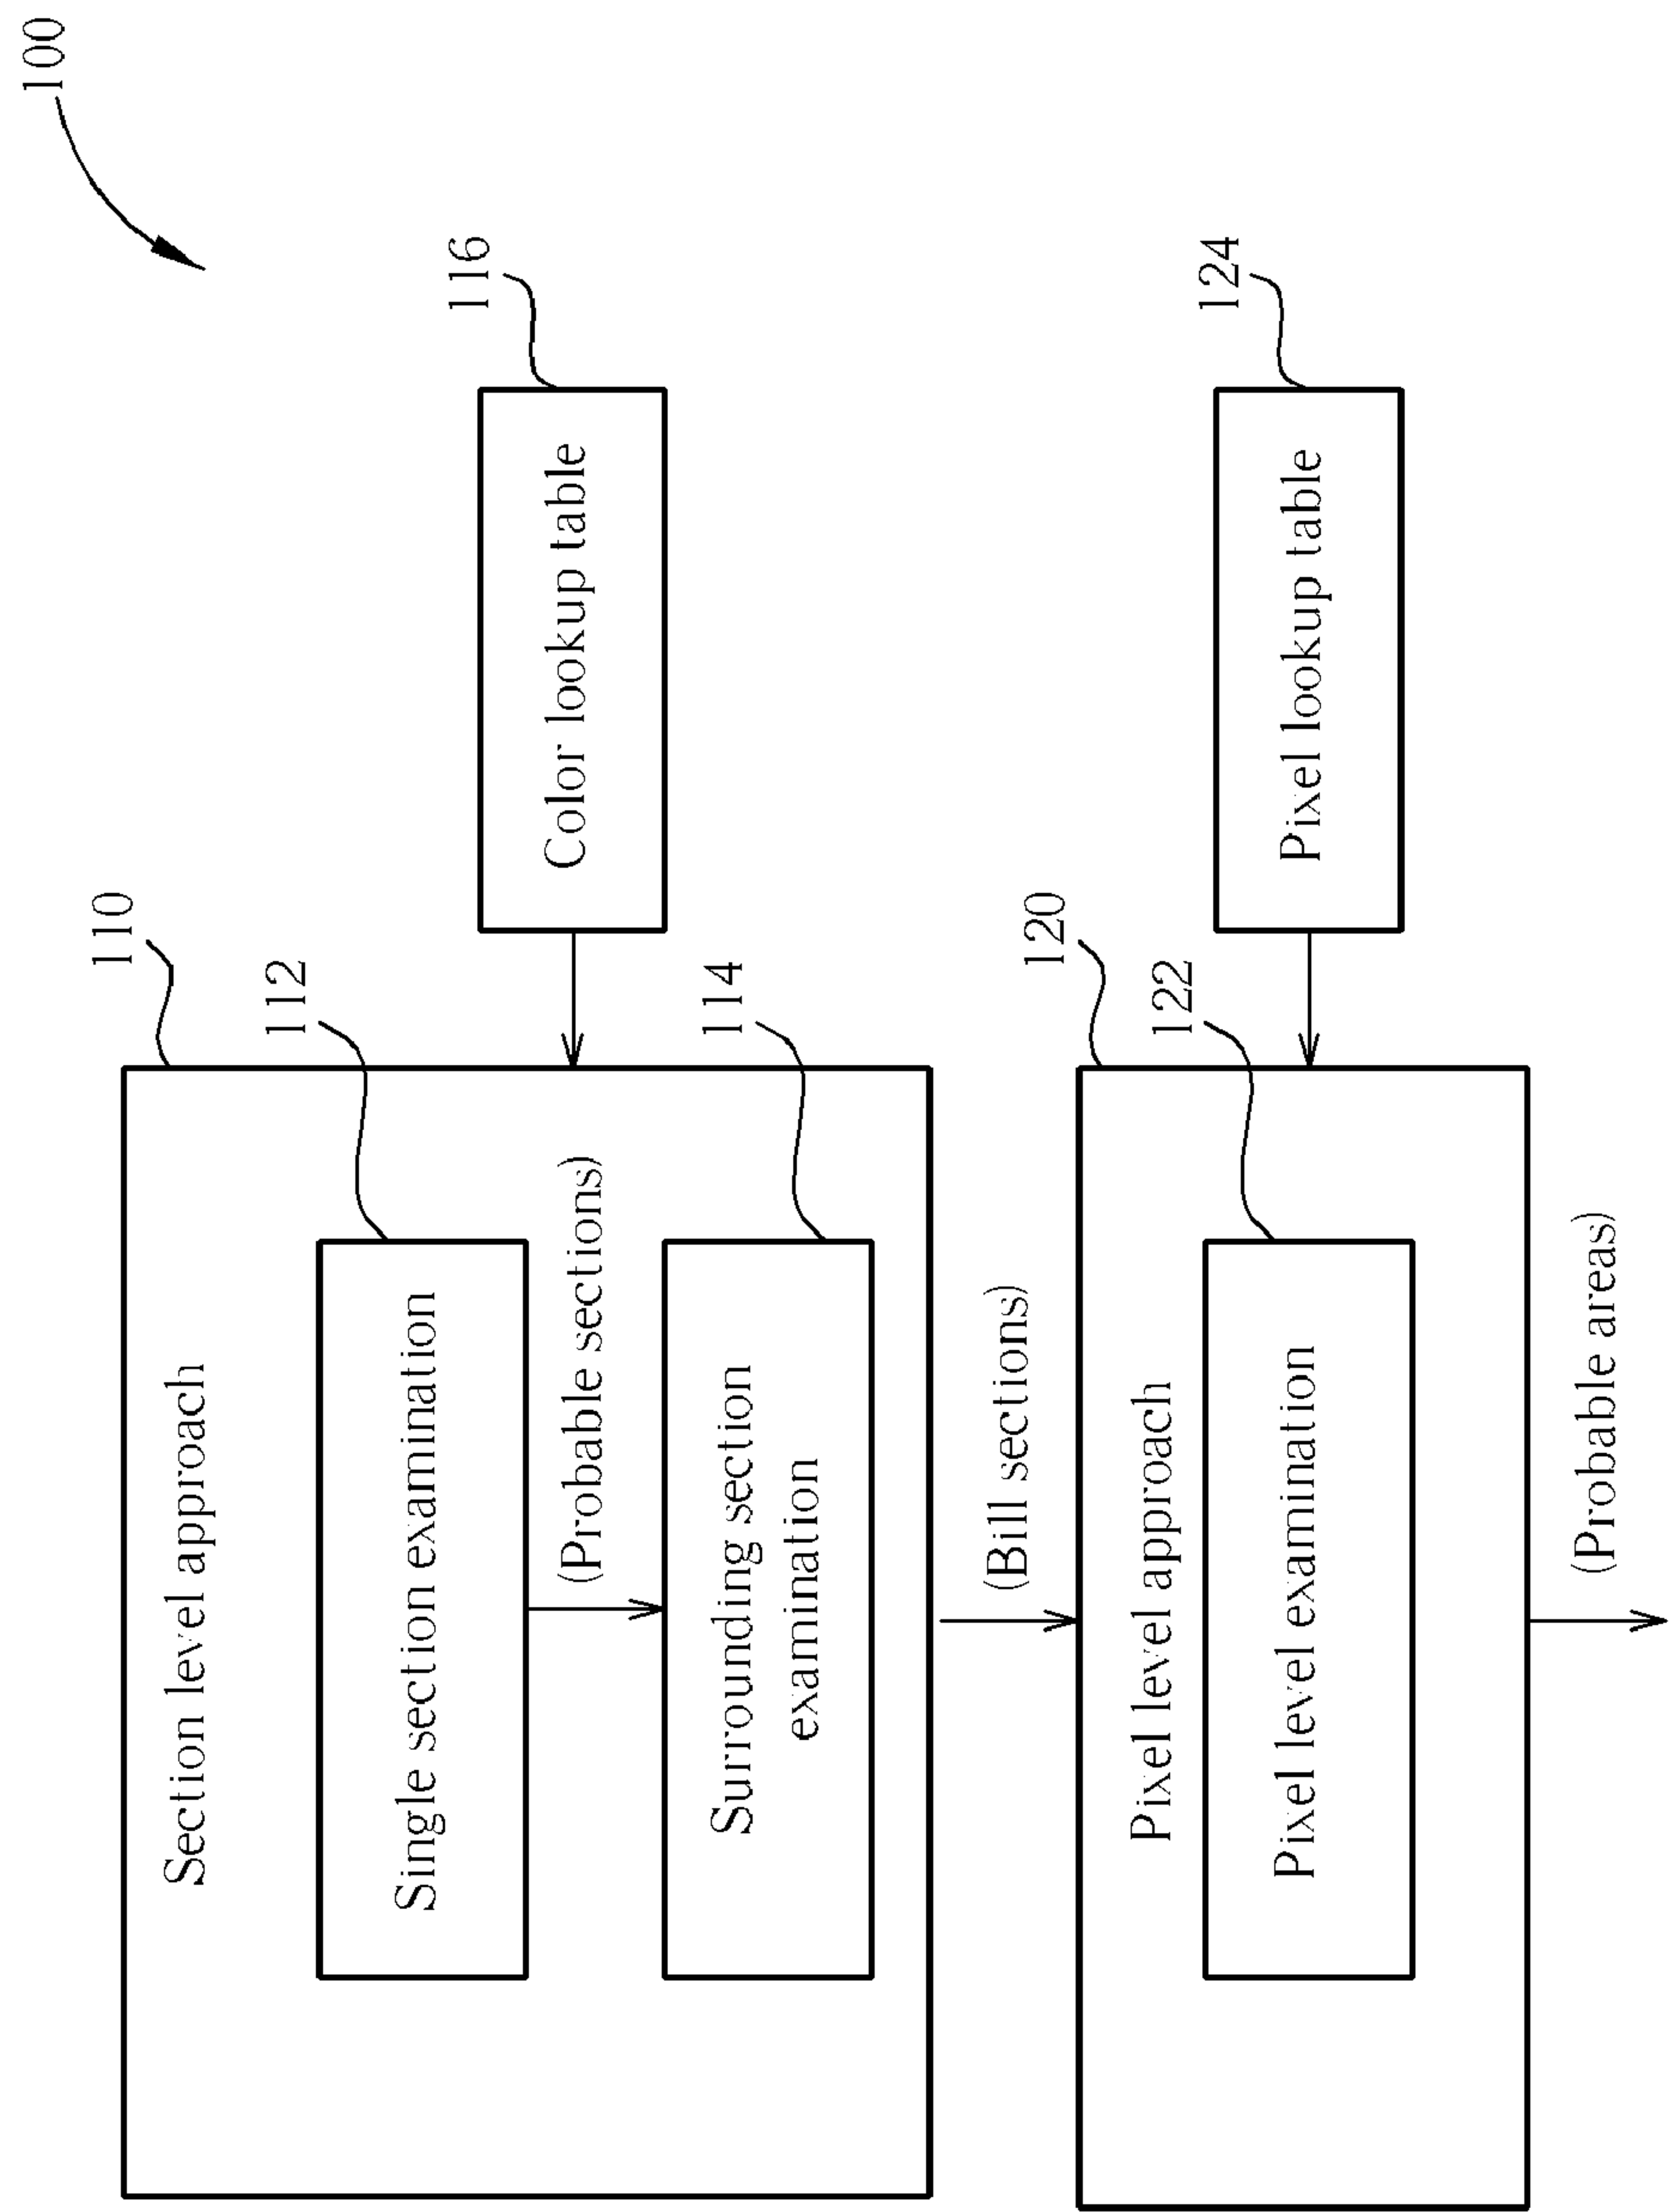 100
110
Section level approach
112
Single section examination
116
Color lookup table
(Probable sections)
114
Surrounding section
examination
(Bill sections)
120
Pixel level approach
122
Pixel level examination
124
Pixel lookup table
(Probable areas)